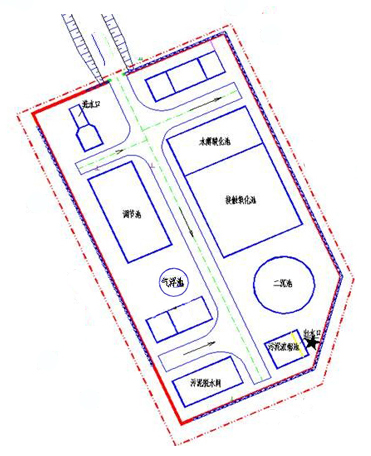 进水口
水解酸化池
接触氧化池
调节池
气浮池
二沉池
出水口
污泥浓缩池
污泥脱水间